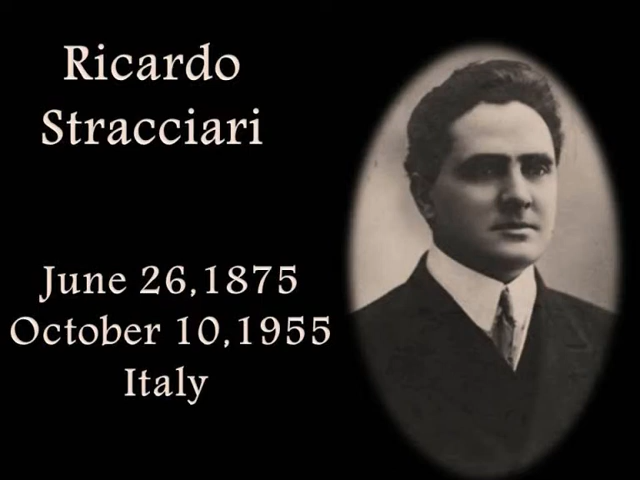 Ricardo
Stracciari
June 26,1875
October 10,1955
Italy